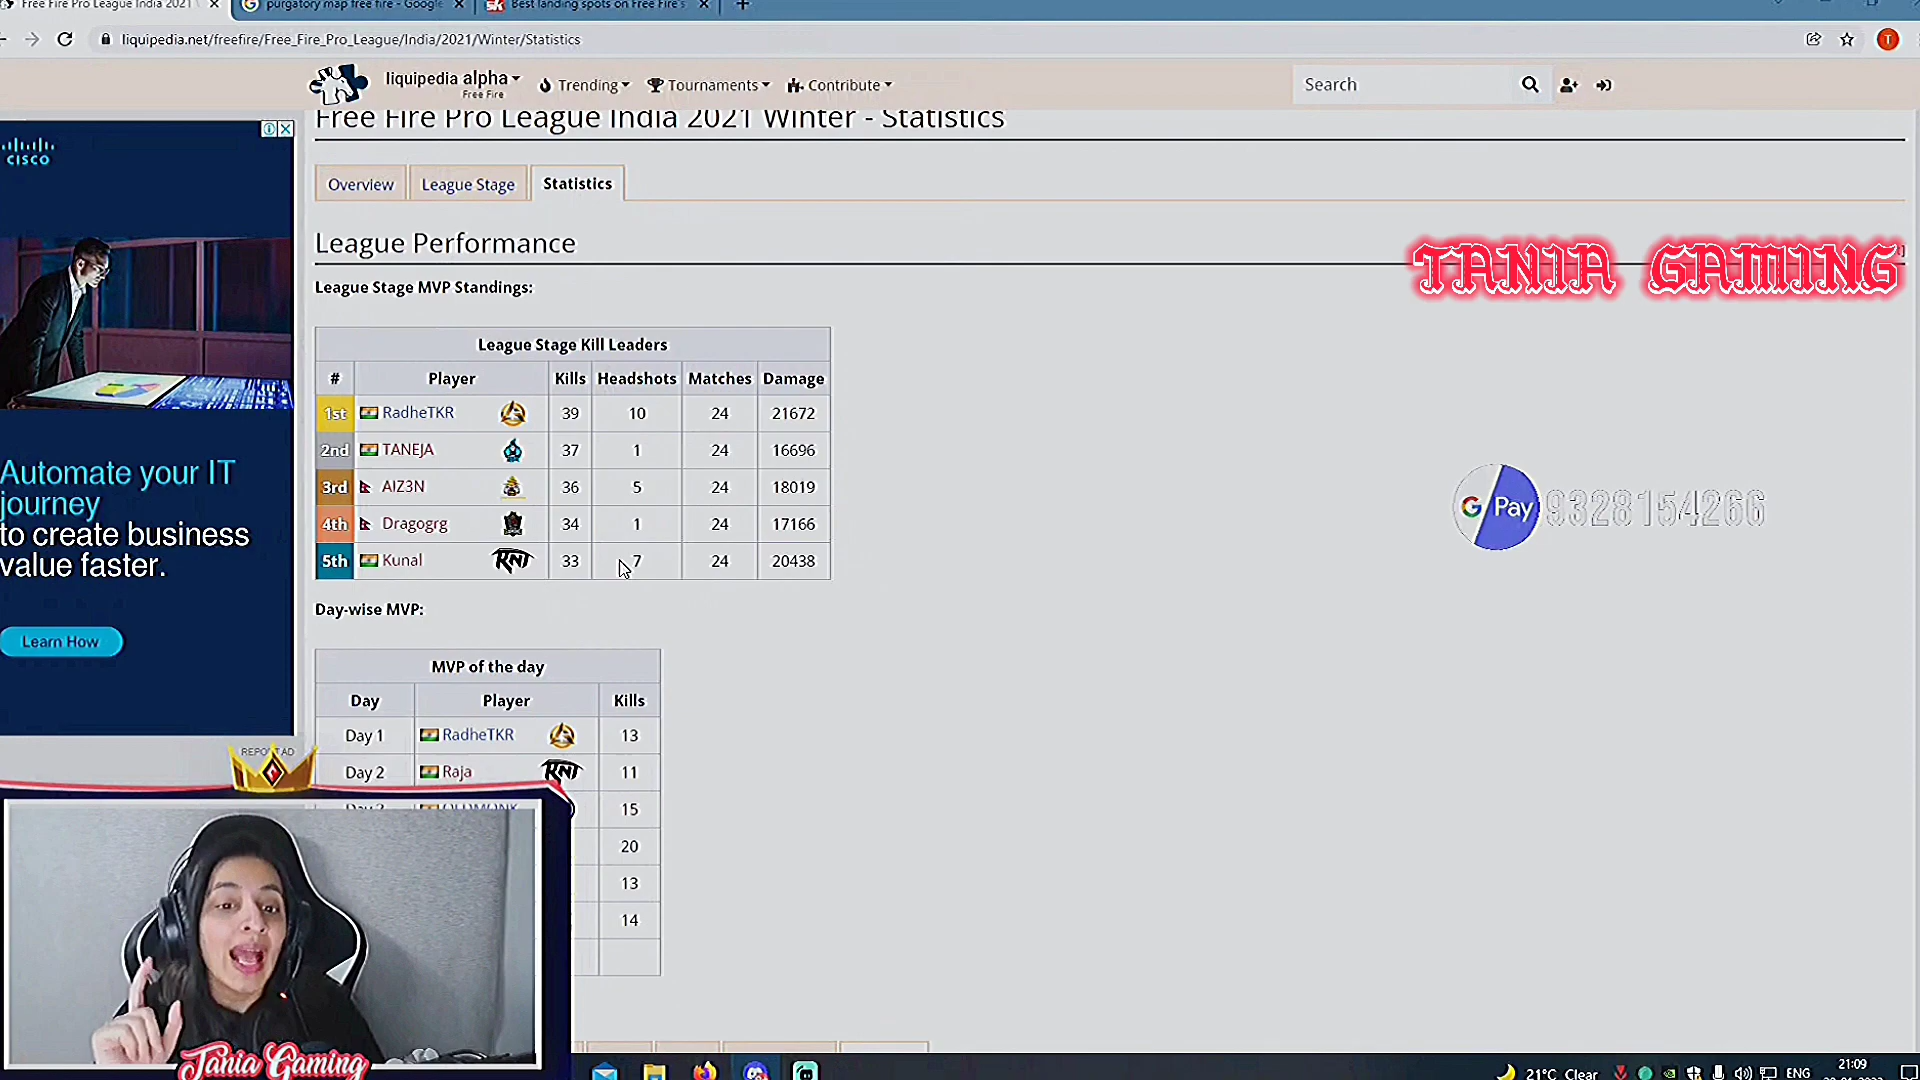 Free Fire Pro League India 2021
purgatory map free fire - Google
Best landing spots on Free Fire's
liquipedia.net/freefire/Free_Fire_Pro_League/India/2021/Winter/Statistics
T
liquipedia alpha
Free Fire
Trending
Tournaments
Contribute
Search
Free Fire Pro League India 2021 Winter - Statistics
CISCO
Overview
League Stage
Statistics
League Performance
TANIA GAMING
League Stage MVP Standings:
League Stage Kill Leaders
# Player Kills Headshots Matches Damage
1st RadheTKR 39 10 24 21672
2nd TANEJA 37 1 24 16696
3rd AIZ3N 36 5 24 18019
4th Dragogrg 34 1 24 17166
5th Kunal RNT 33 7 24 20438
G Pay 9328154266
Automate your IT
journey
to create business
value faster.
Learn How
Day-wise MVP:
MVP of the day
Day Player Kills
Day 1 RadheTKR 13
Day 2 Raja RNT 11
Day 3 OLDMONK 15
20
13
14
REPORT AD
Tania Gaming
21°C Clear
ENG
21:09